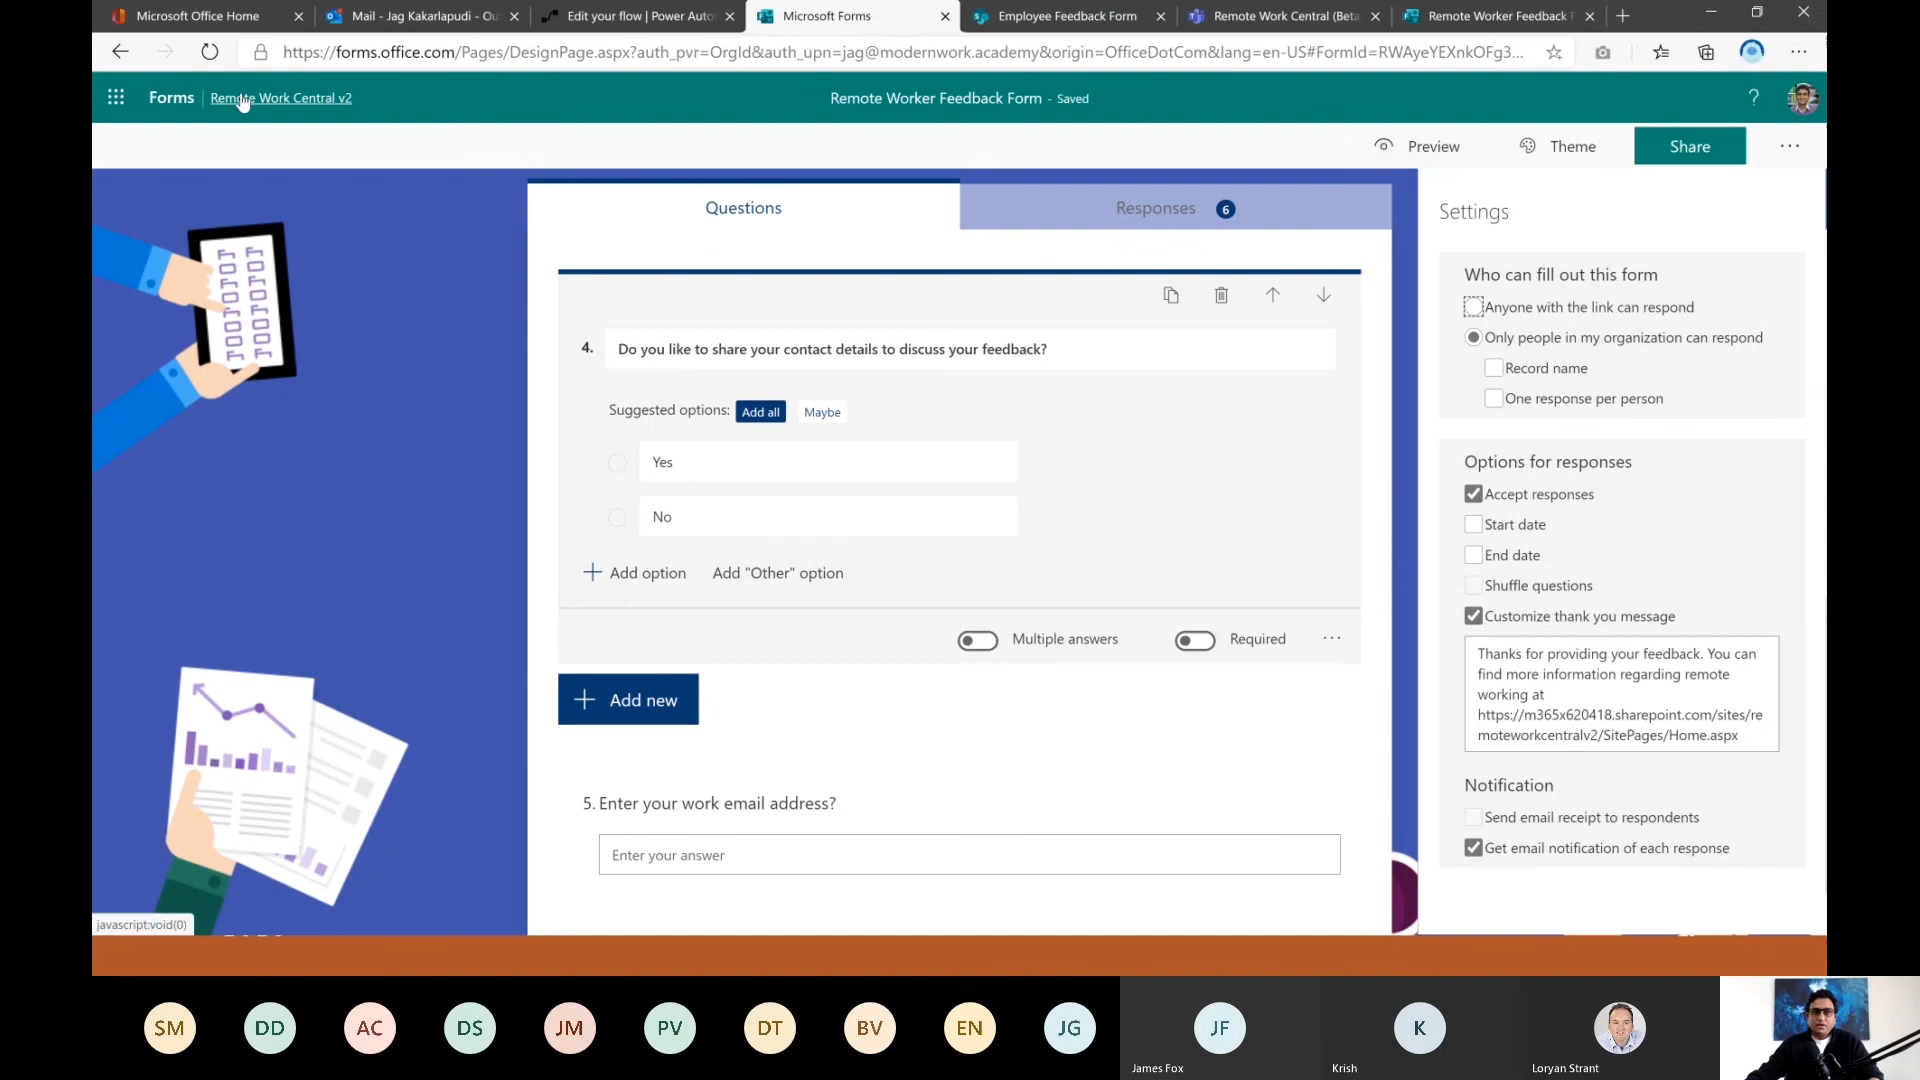 Microsoft Office Home
Mail - Jag Kakarlapudi - Ou
Edit your flow | Power Auto
Microsoft Forms
Employee Feedback Form
Remote Work Central (Beta
Remote Worker Feedback F
https://forms.office.com/Pages/DesignPage.aspx?auth_pvr=OrgId&auth_upn=jag@modernwork.academy&origin=OfficeDotCom&lang=en-US#FormId=RWAyeYEXnkOFg3...
Forms
Remote Work Central v2
Remote Worker Feedback Form - Saved
?
Preview
Theme
Share
Questions
Responses 6
Settings
4. Do you like to share your contact details to discuss your feedback?
Suggested options: Add all Maybe
Yes
No
Add option Add "Other" option
Multiple answers Required
Add new
5. Enter your work email address?
Enter your answer
Who can fill out this form
Anyone with the link can respond
Only people in my organization can respond
Record name
One response per person
Options for responses
Accept responses
Start date
End date
Shuffle questions
Customize thank you message
Thanks for providing your feedback. You can
find more information regarding remote
working at
https://m365x620418.sharepoint.com/sites/re
moteworkcentralv2/SitePages/Home.aspx
Notification
Send email receipt to respondents
Get email notification of each response
javascript:void(0)
SM DD AC DS JM PV DT BV EN JG JF K
James Fox
Krish
Loryan Strant